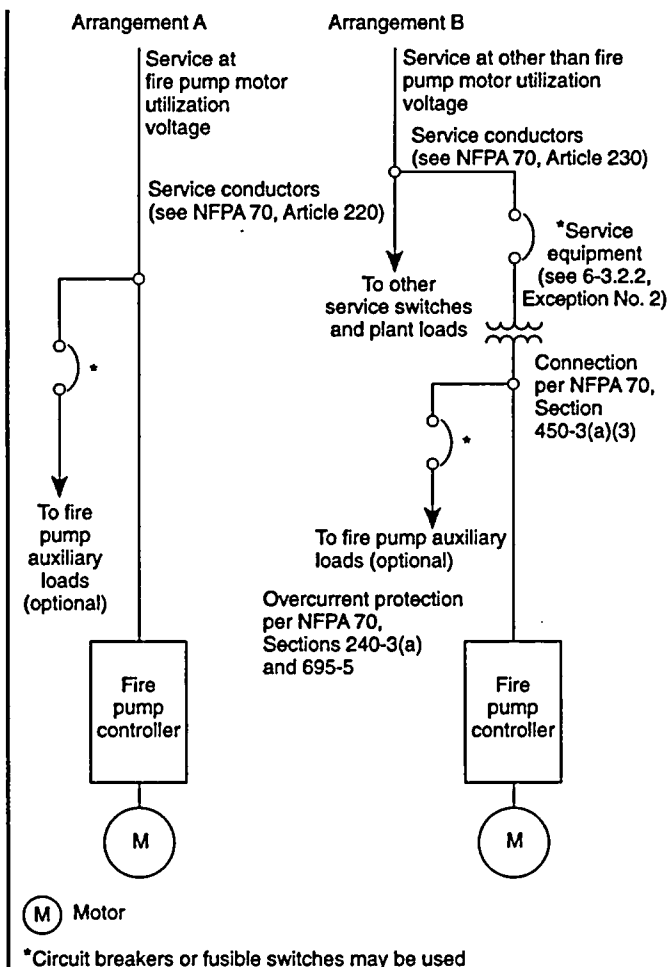 Arrangement A
Service at
fire pump motor
utilization
voltage
Service conductors
(see NFPA 70, Article 220)
*
To fire
pump
auxiliary
loads
(optional)
Fire
pump
controller
M
Arrangement B
Service at other than fire
pump motor utilization
voltage
Service conductors
(see NFPA 70, Article 230)
*Service
equipment
(see 6-3.2.2,
Exception No. 2)
To other
service switches
and plant loads
Connection
per NFPA 70,
Section
450-3(a)(3)
*
To fire pump auxiliary
loads (optional)
Overcurrent protection
per NFPA 70,
Sections 240-3(a)
and 695-5
Fire
pump
controller
M
M Motor
*Circuit breakers or fusible switches may be used